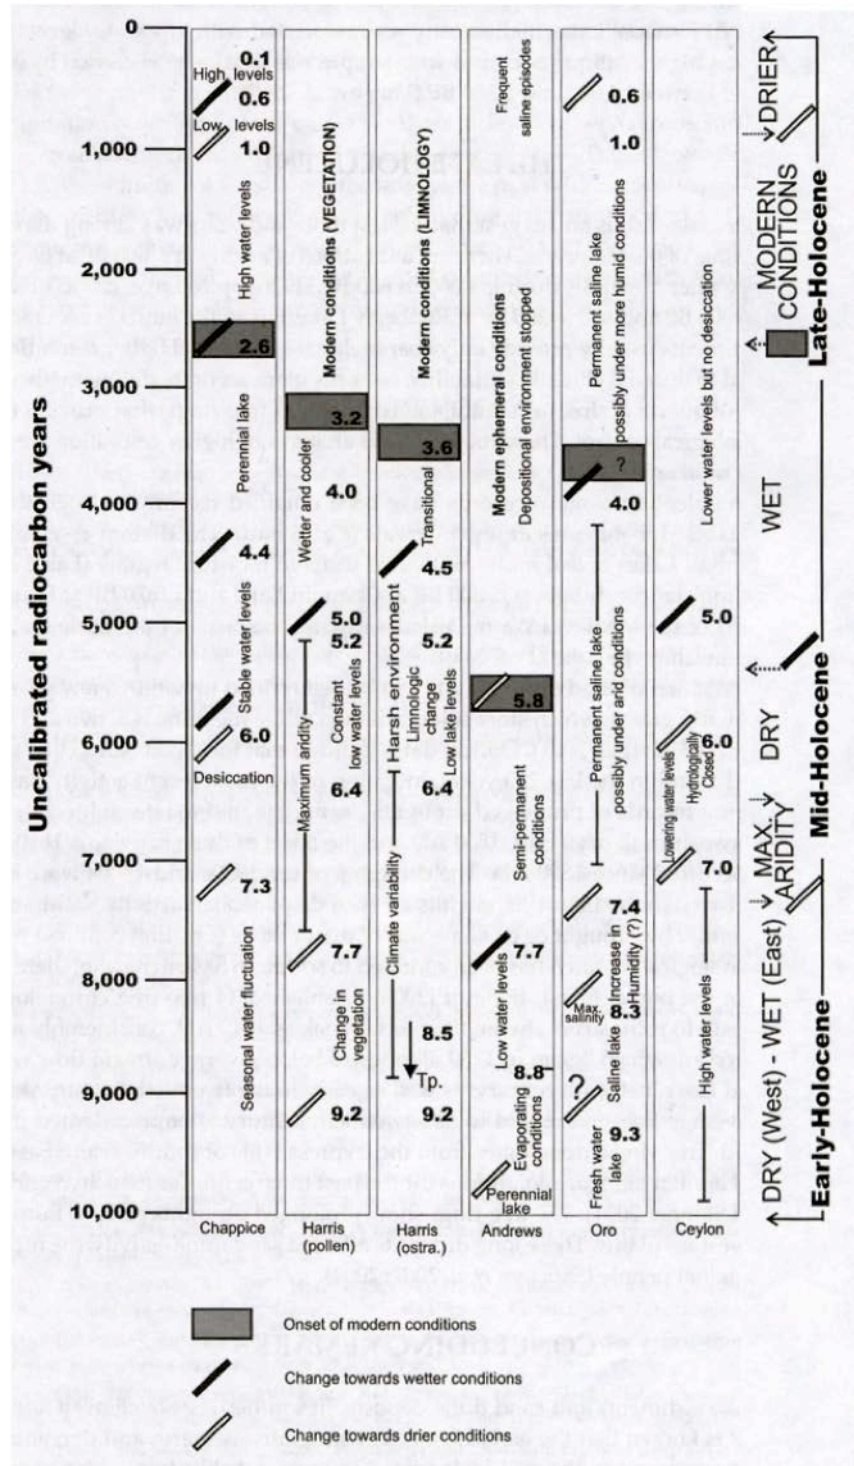 Uncalibrated radiocarbon years
0
1,000
2,000
3,000
4,000
5,000
6,000
7,000
8,000
9,000
10,000
0.1
High levels
0.6
Low levels
1.0
High water levels
2.6
Perennial lake
4.4
Stable water levels
6.0
Desiccation
7.3
Seasonal water fluctuation
Chappice
Modern conditions (VEGETATION)
3.2
Wetter and cooler
4.0
5.0
5.2
Constant
low water levels
Maximum aridity
6.4
7.7
Change in
vegetation
9.2
Harris
(pollen)
Modern conditions (LIMNOLOGY)
3.6
Transitional
4.5
Harsh environment
5.2
Limnologic
change
Low lake levels
6.4
Climate variability
8.5
Tp.
9.2
Harris
(ostra.)
Frequent
saline episodes
Modern ephemeral conditions
Depositional environment stopped
5.8
Semi-permanent
conditions
7.7
Low water levels
8.8
Evaporating
conditions
Perennial
lake
Andrews
0.6
1.0
Permanent saline lake
possibly under more humid conditions
?
4.0
Permanent saline lake
possibly under arid conditions
7.4
Increase in
Humidity (?)
Max.
salinity
8.3
Saline lake
?
9.3
Fresh water
lake
Oro
Lower water levels but no desiccation
5.0
6.0
Hydrologically
Closed
Lowering water levels
7.0
High water levels
Ceylon
DRIER
MODERN
CONDITIONS
WET
DRY
MAX.
ARIDITY
DRY (West) - WET (East)
Late-Holocene
Mid-Holocene
Early-Holocene
Onset of modern conditions
Change towards wetter conditions
Change towards drier conditions